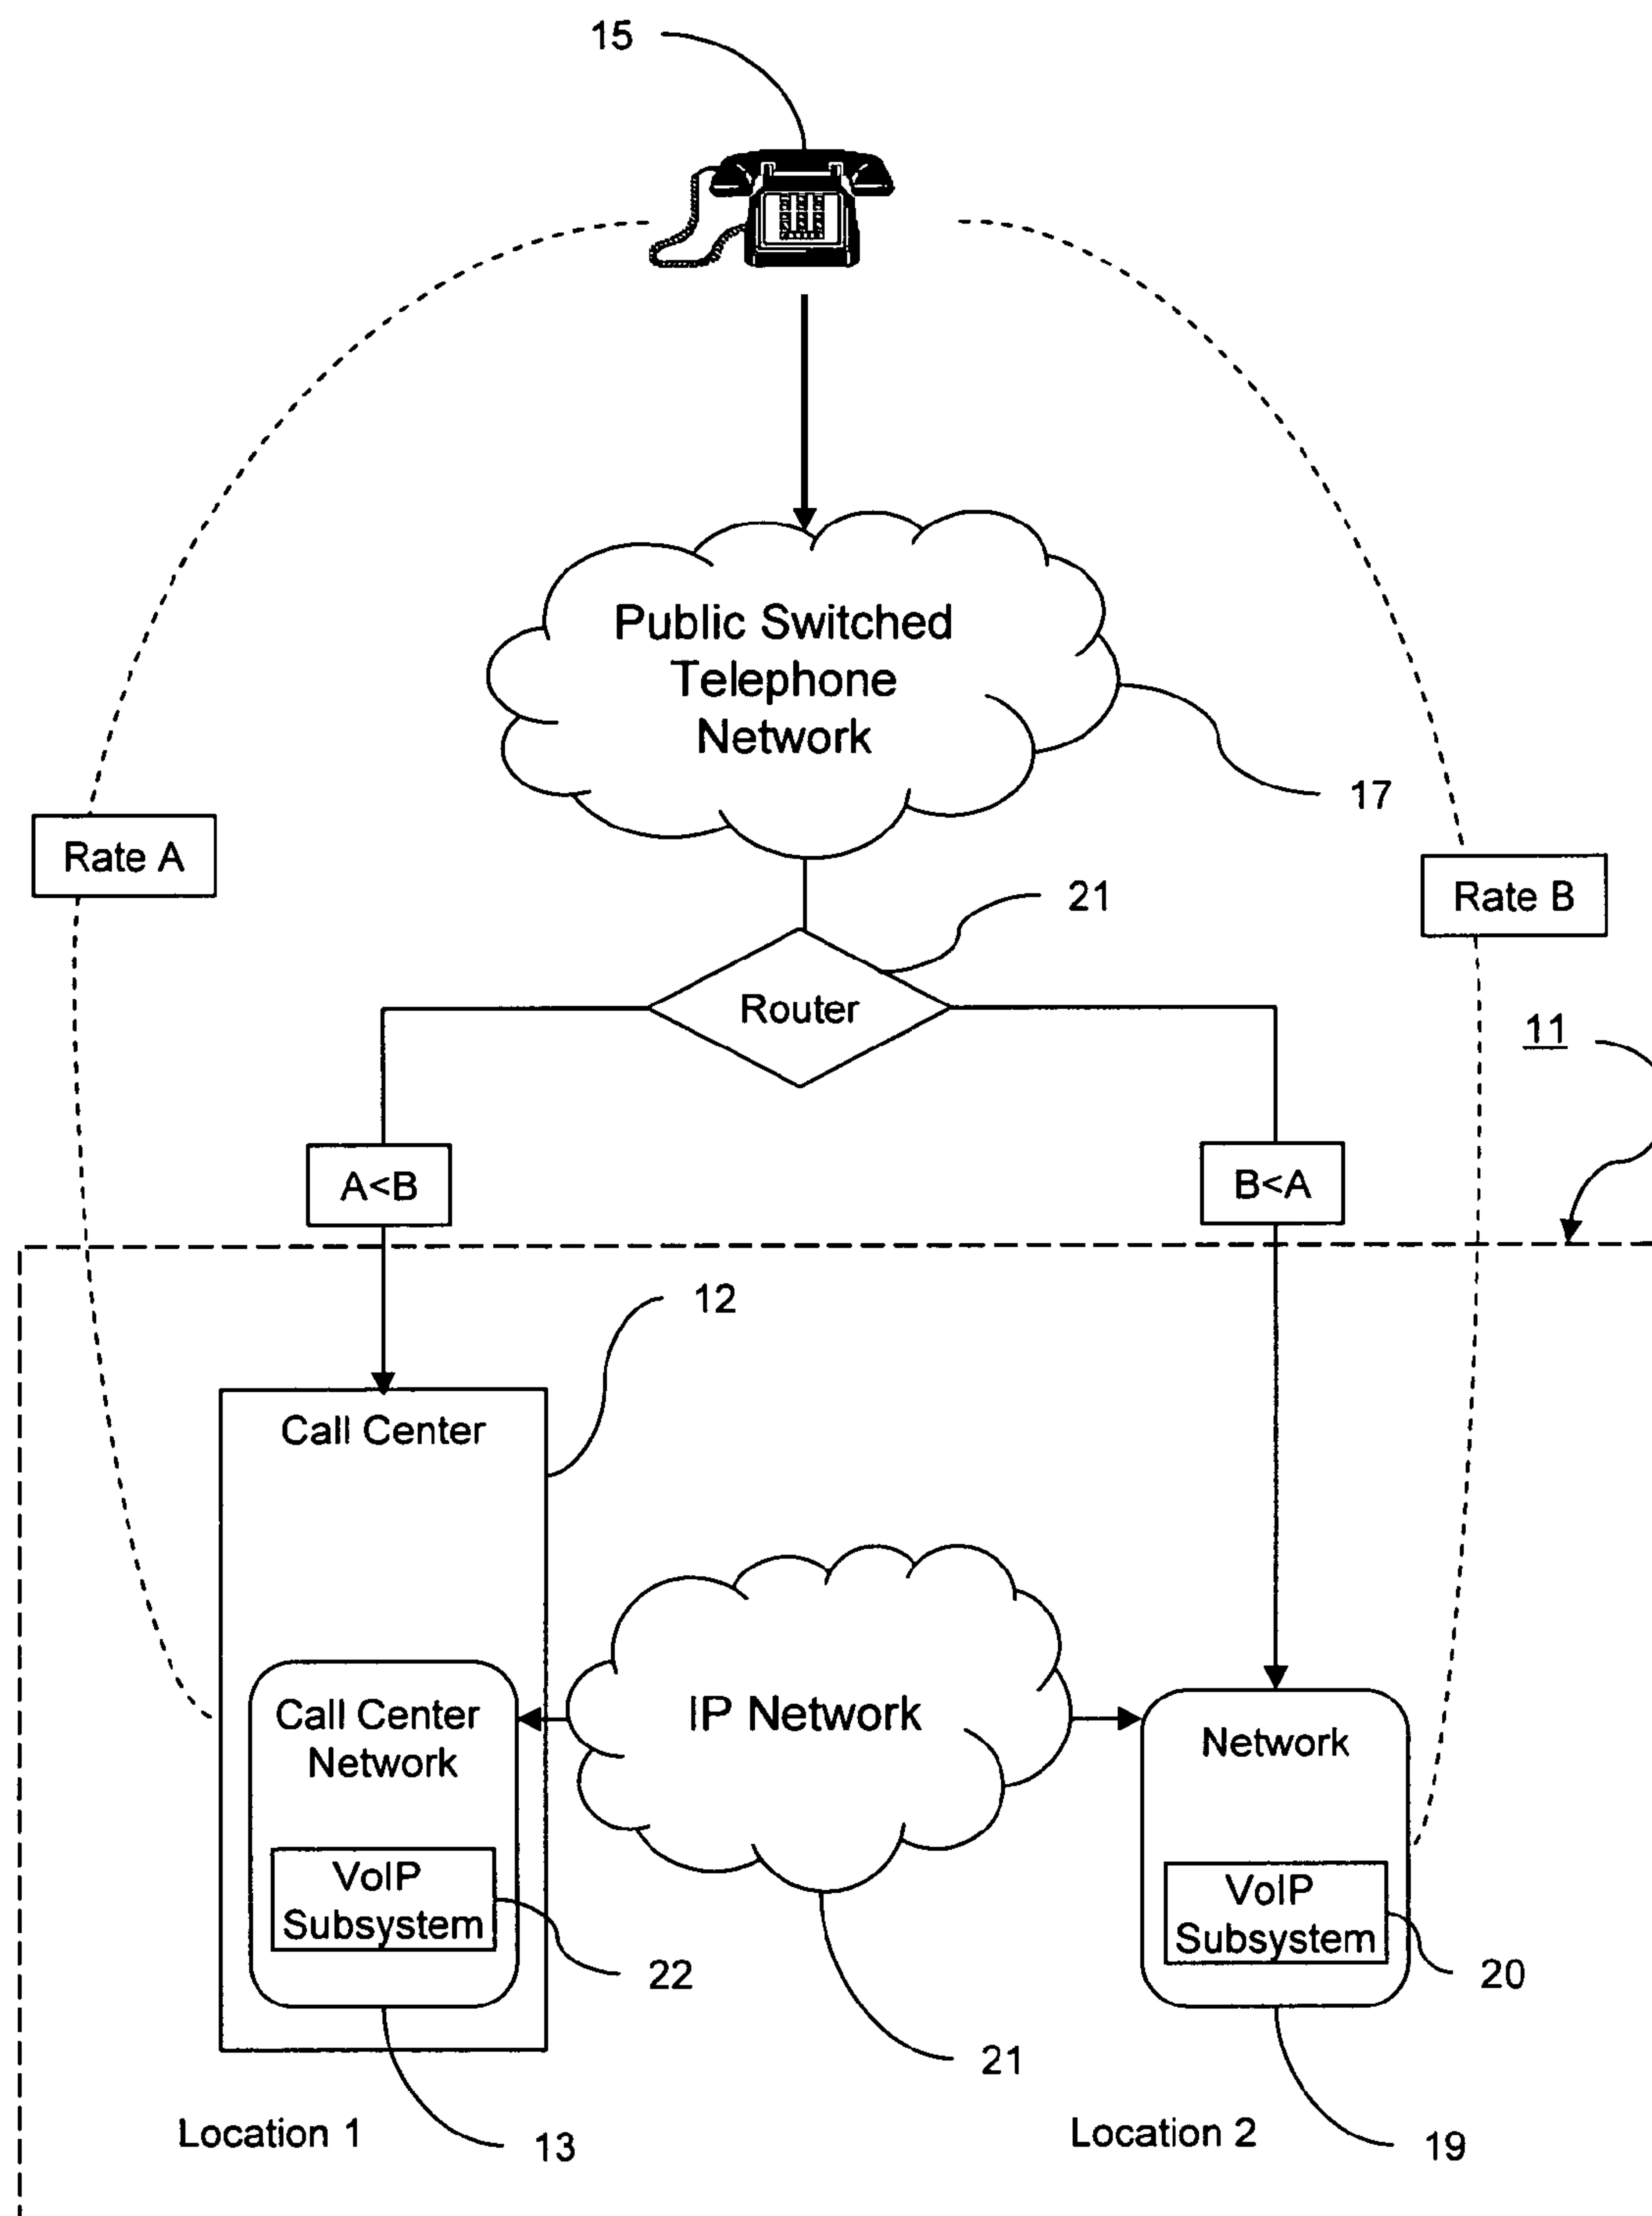 15
Public Switched
Telephone
Network
17
Rate A
21
Rate B
Router
11
A<B
B<A
12
Call Center
Call Center
Network
IP Network
Network
VoIP
Subsystem
VoIP
Subsystem
22
20
21
Location 1
13
Location 2
19